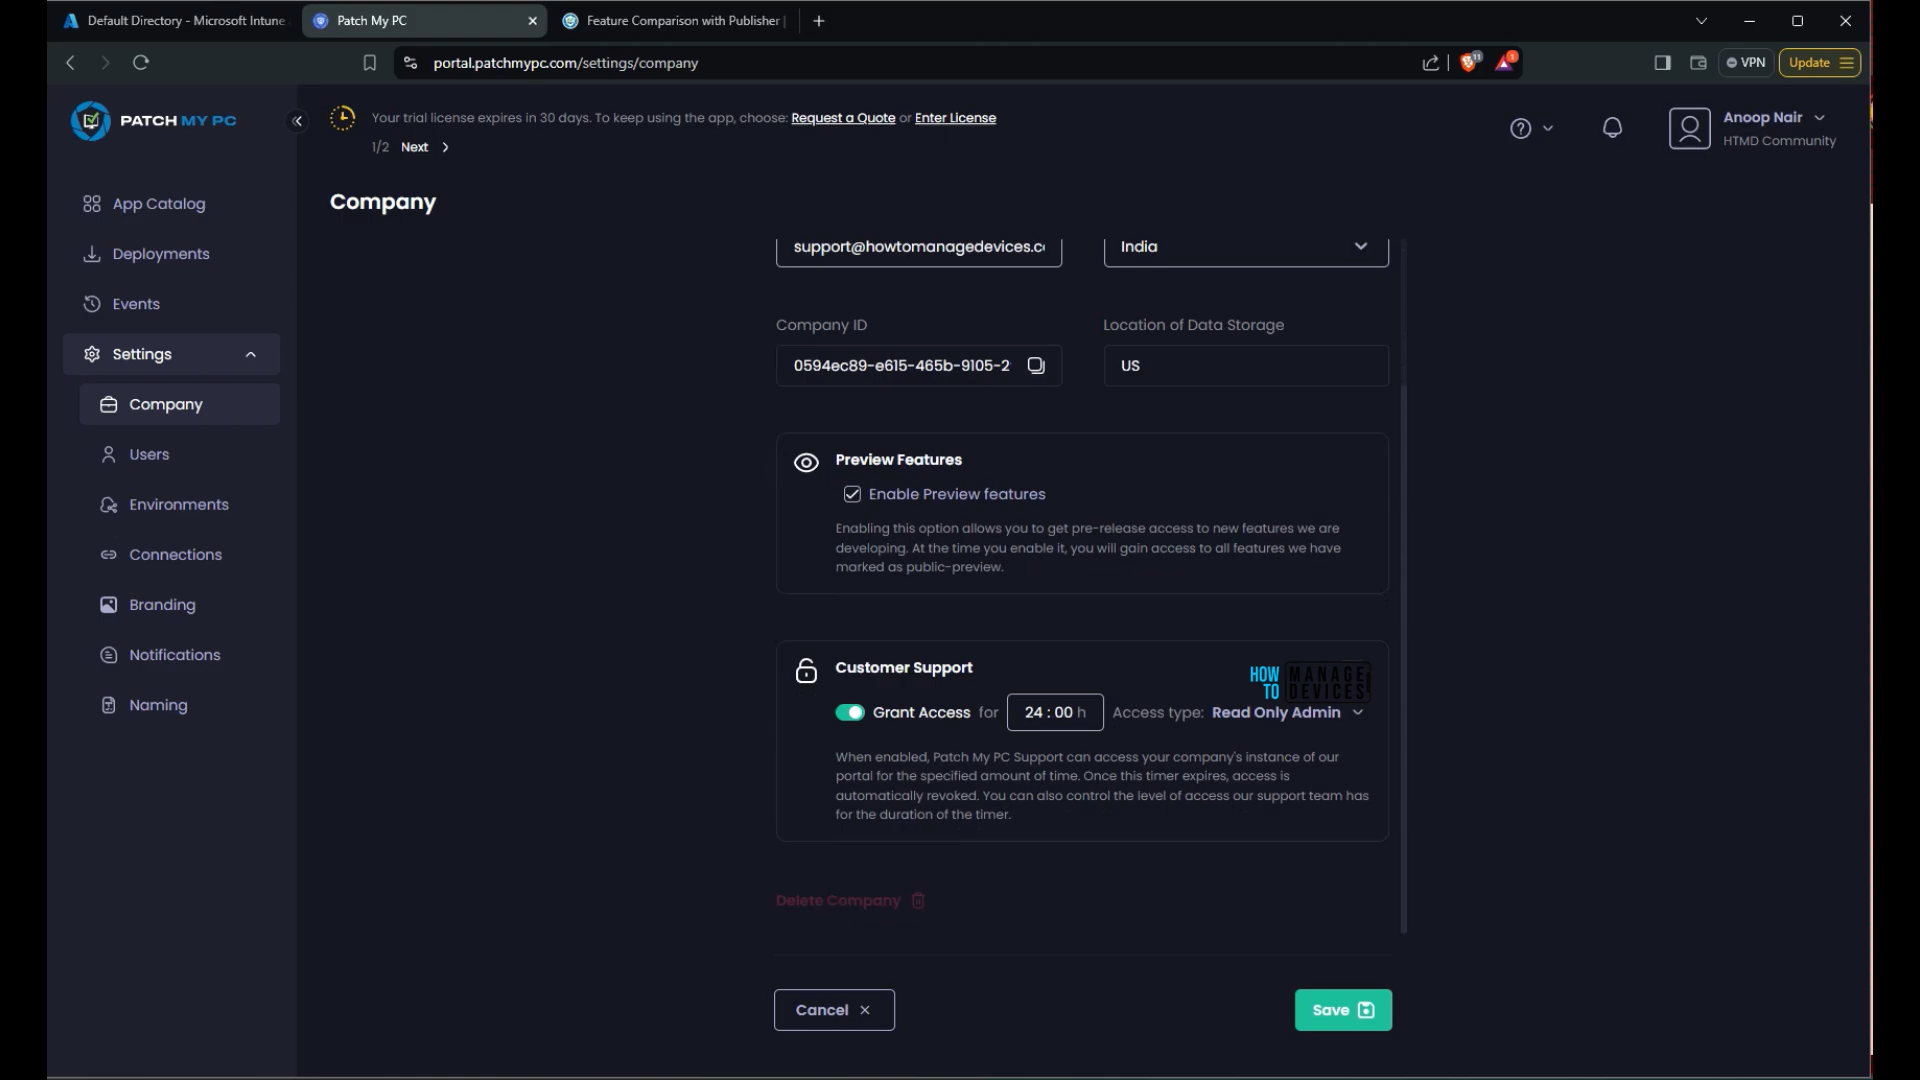 Default Directory - Microsoft Intune
Patch My PC
Feature Comparison with Publisher
portal.patchmypc.com/settings/company
11
1
VPN
Update
PATCH MY PC
Your trial license expires in 30 days. To keep using the app, choose: Request a Quote or Enter License
1/2 Next
Anoop Nair
HTMD Community
App Catalog
Deployments
Events
Settings
Company
Users
Environments
Connections
Branding
Notifications
Naming
Company
support@howtomanagedevices.c
India
Company ID
Location of Data Storage
0594ec89-e615-465b-9105-2
US
Preview Features
Enable Preview features
Enabling this option allows you to get pre-release access to new features we are
developing. At the time you enable it, you will gain access to all features we have
marked as public-preview.
Customer Support
HOW TO MANAGE DEVICES
Grant Access for 24 : 00 h Access type: Read Only Admin
When enabled, Patch My PC Support can access your company's instance of our
portal for the specified amount of time. Once this timer expires, access is
automatically revoked. You can also control the level of access our support team has
for the duration of the timer.
Delete Company
Cancel
Save